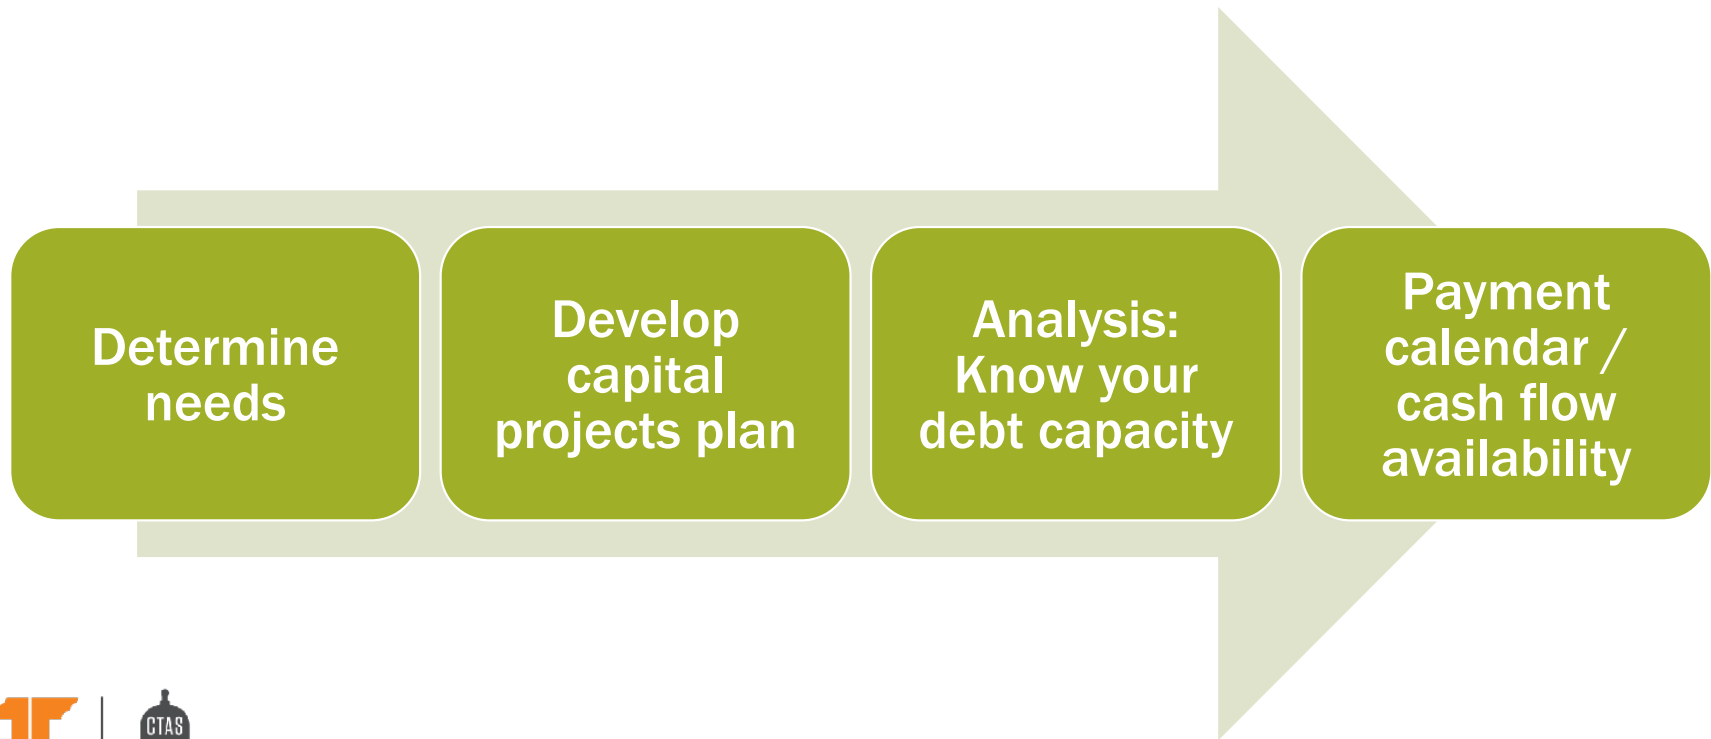 Determine
needs
Develop
capital
projects plan
Analysis:
Know your
debt capacity
Payment
calendar /
cash flow
availability
CTAS